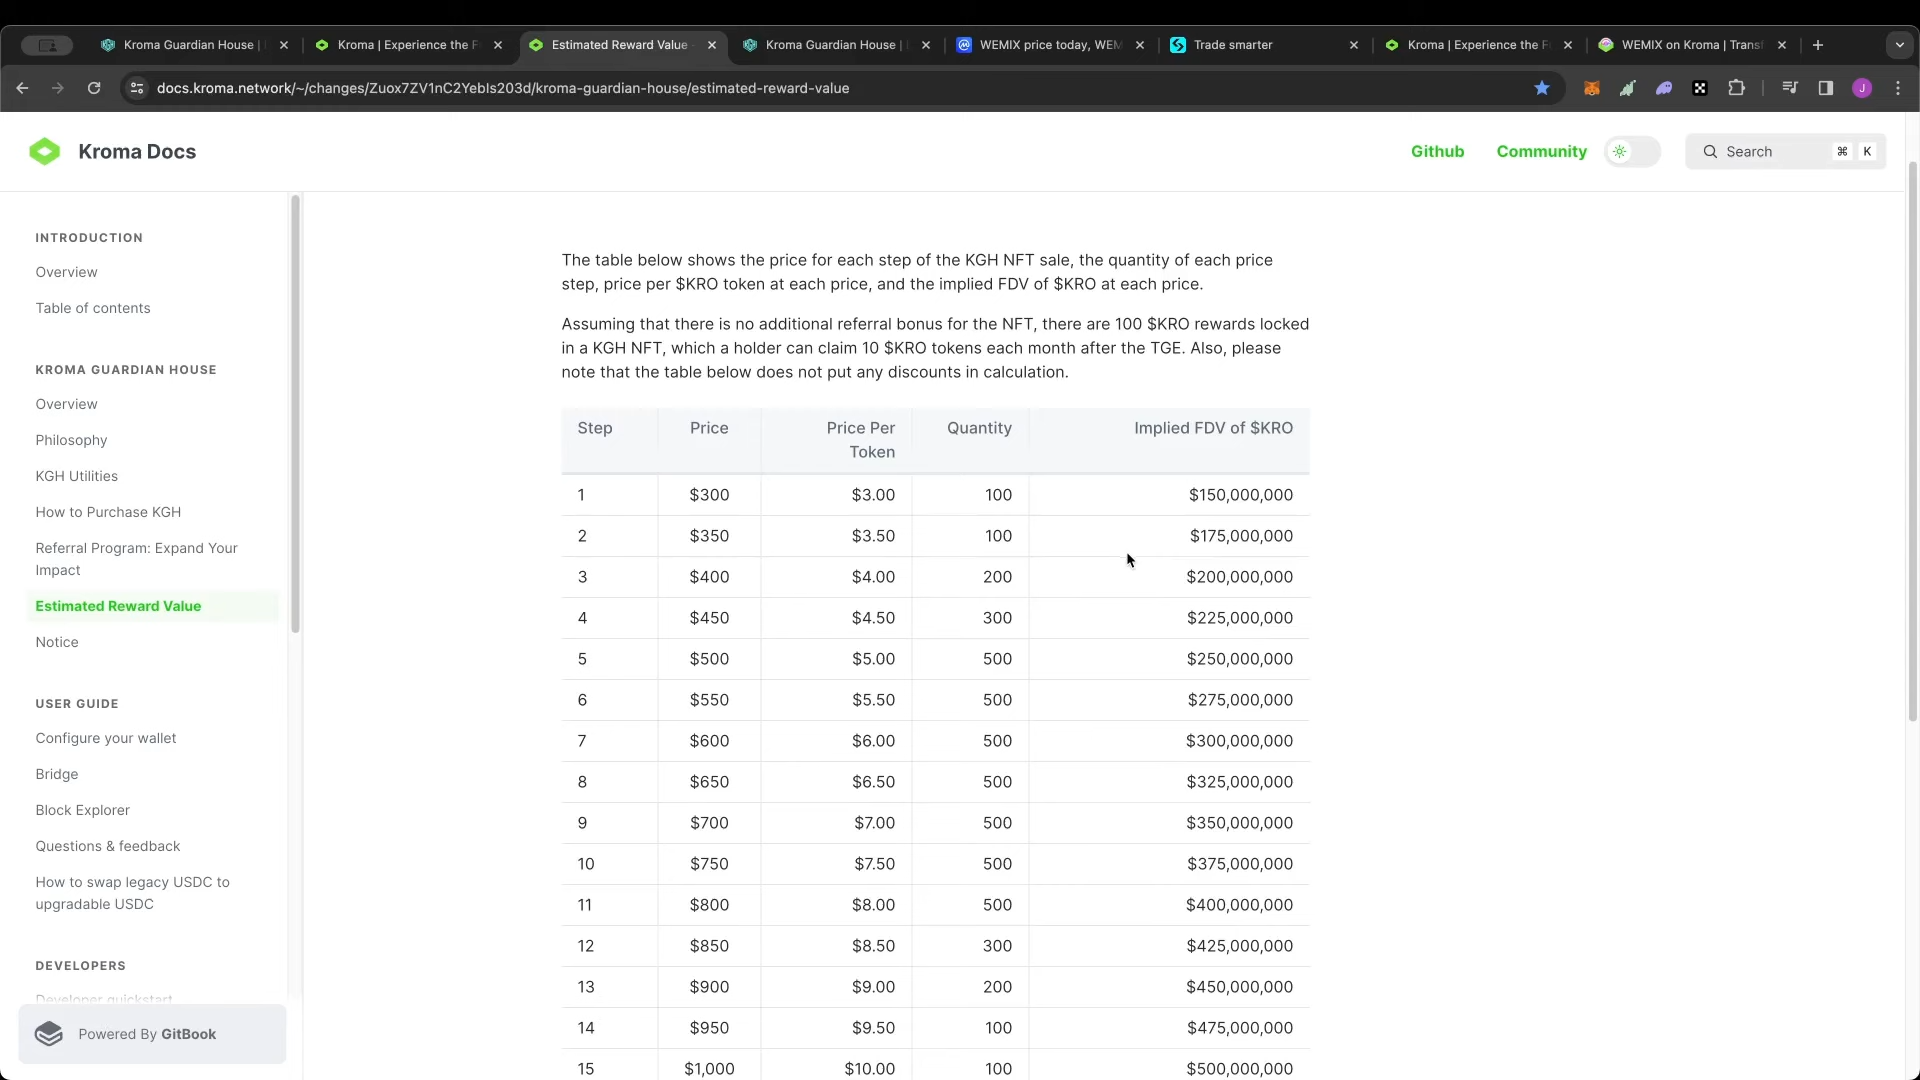 Kroma Guardian House |
Kroma | Experience the F
Estimated Reward Value -
Kroma Guardian House |
WEMIX price today, WEM
Trade smarter
Kroma | Experience the F
WEMIX on Kroma | Transf
docs.kroma.network/~/changes/Zuox7ZV1nC2Yebls203d/kroma-guardian-house/estimated-reward-value
J
Kroma Docs
Github
Community
Search
⌘
K
INTRODUCTION
Overview
Table of contents
KROMA GUARDIAN HOUSE
Overview
Philosophy
KGH Utilities
How to Purchase KGH
Referral Program: Expand Your
Impact
Estimated Reward Value
Notice
USER GUIDE
Configure your wallet
Bridge
Block Explorer
Questions & feedback
How to swap legacy USDC to
upgradable USDC
DEVELOPERS
Developer quickstart
Powered By GitBook
The table below shows the price for each step of the KGH NFT sale, the quantity of each price
step, price per $KRO token at each price, and the implied FDV of $KRO at each price.
Assuming that there is no additional referral bonus for the NFT, there are 100 $KRO rewards locked
in a KGH NFT, which a holder can claim 10 $KRO tokens each month after the TGE. Also, please
note that the table below does not put any discounts in calculation.
Step Price Price Per Quantity Implied FDV of $KRO
Token
1 $300 $3.00 100 $150,000,000
2 $350 $3.50 100 $175,000,000
3 $400 $4.00 200 $200,000,000
4 $450 $4.50 300 $225,000,000
5 $500 $5.00 500 $250,000,000
6 $550 $5.50 500 $275,000,000
7 $600 $6.00 500 $300,000,000
8 $650 $6.50 500 $325,000,000
9 $700 $7.00 500 $350,000,000
10 $750 $7.50 500 $375,000,000
11 $800 $8.00 500 $400,000,000
12 $850 $8.50 300 $425,000,000
13 $900 $9.00 200 $450,000,000
14 $950 $9.50 100 $475,000,000
15 $1,000 $10.00 100 $500,000,000